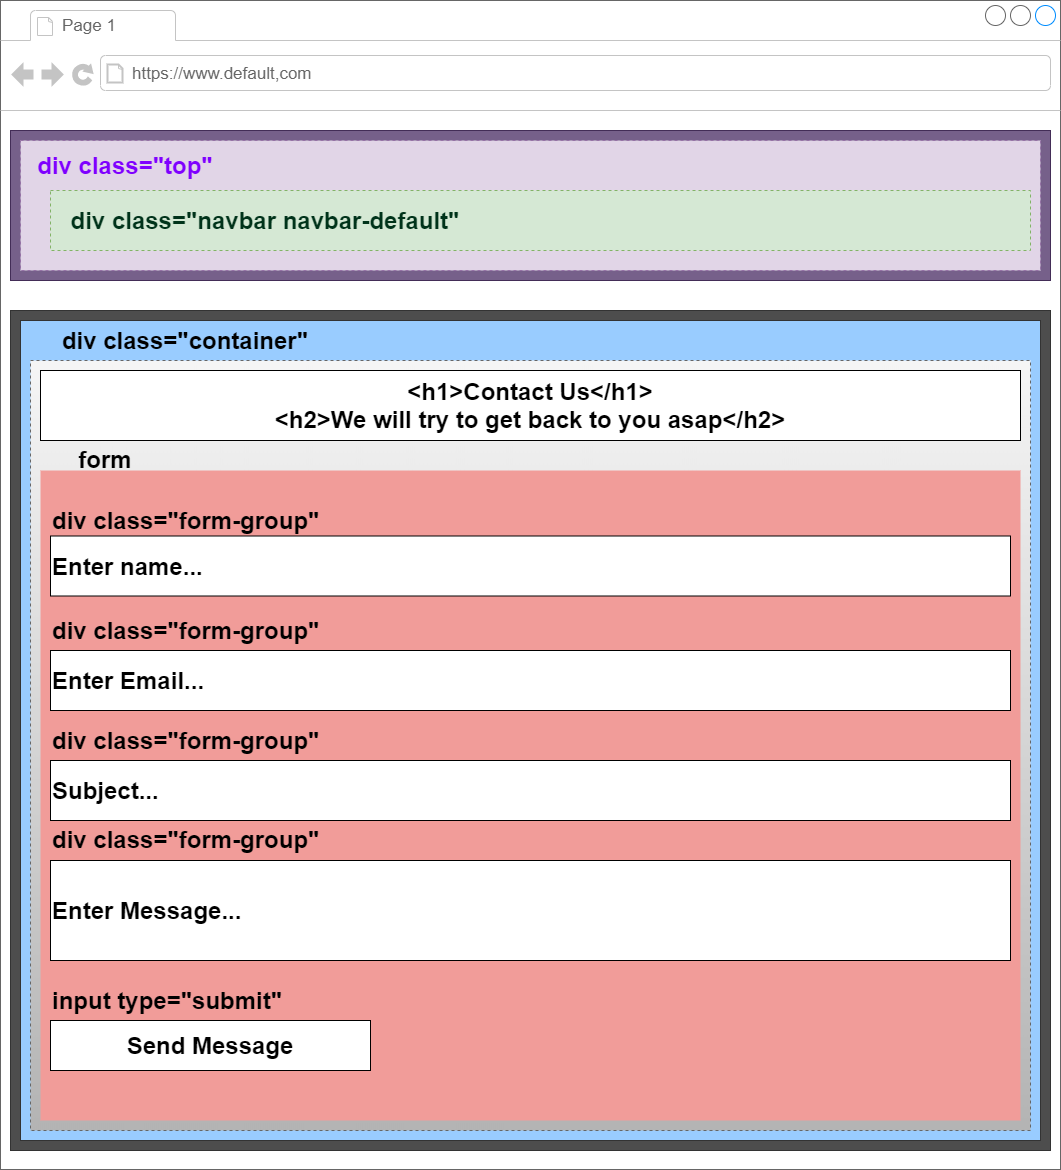 Page 1
https://www.default,com
div class="top"
div class="navbar navbar-default"
div class="container"
<h1>Contact Us</h1>
<h2>We will try to get back to you asap</h2>
form
div class="form-group"
Enter name...
div class="form-group"
Enter Email...
div class="form-group"
Subject...
div class="form-group"
Enter Message...
input type="submit"
Send Message